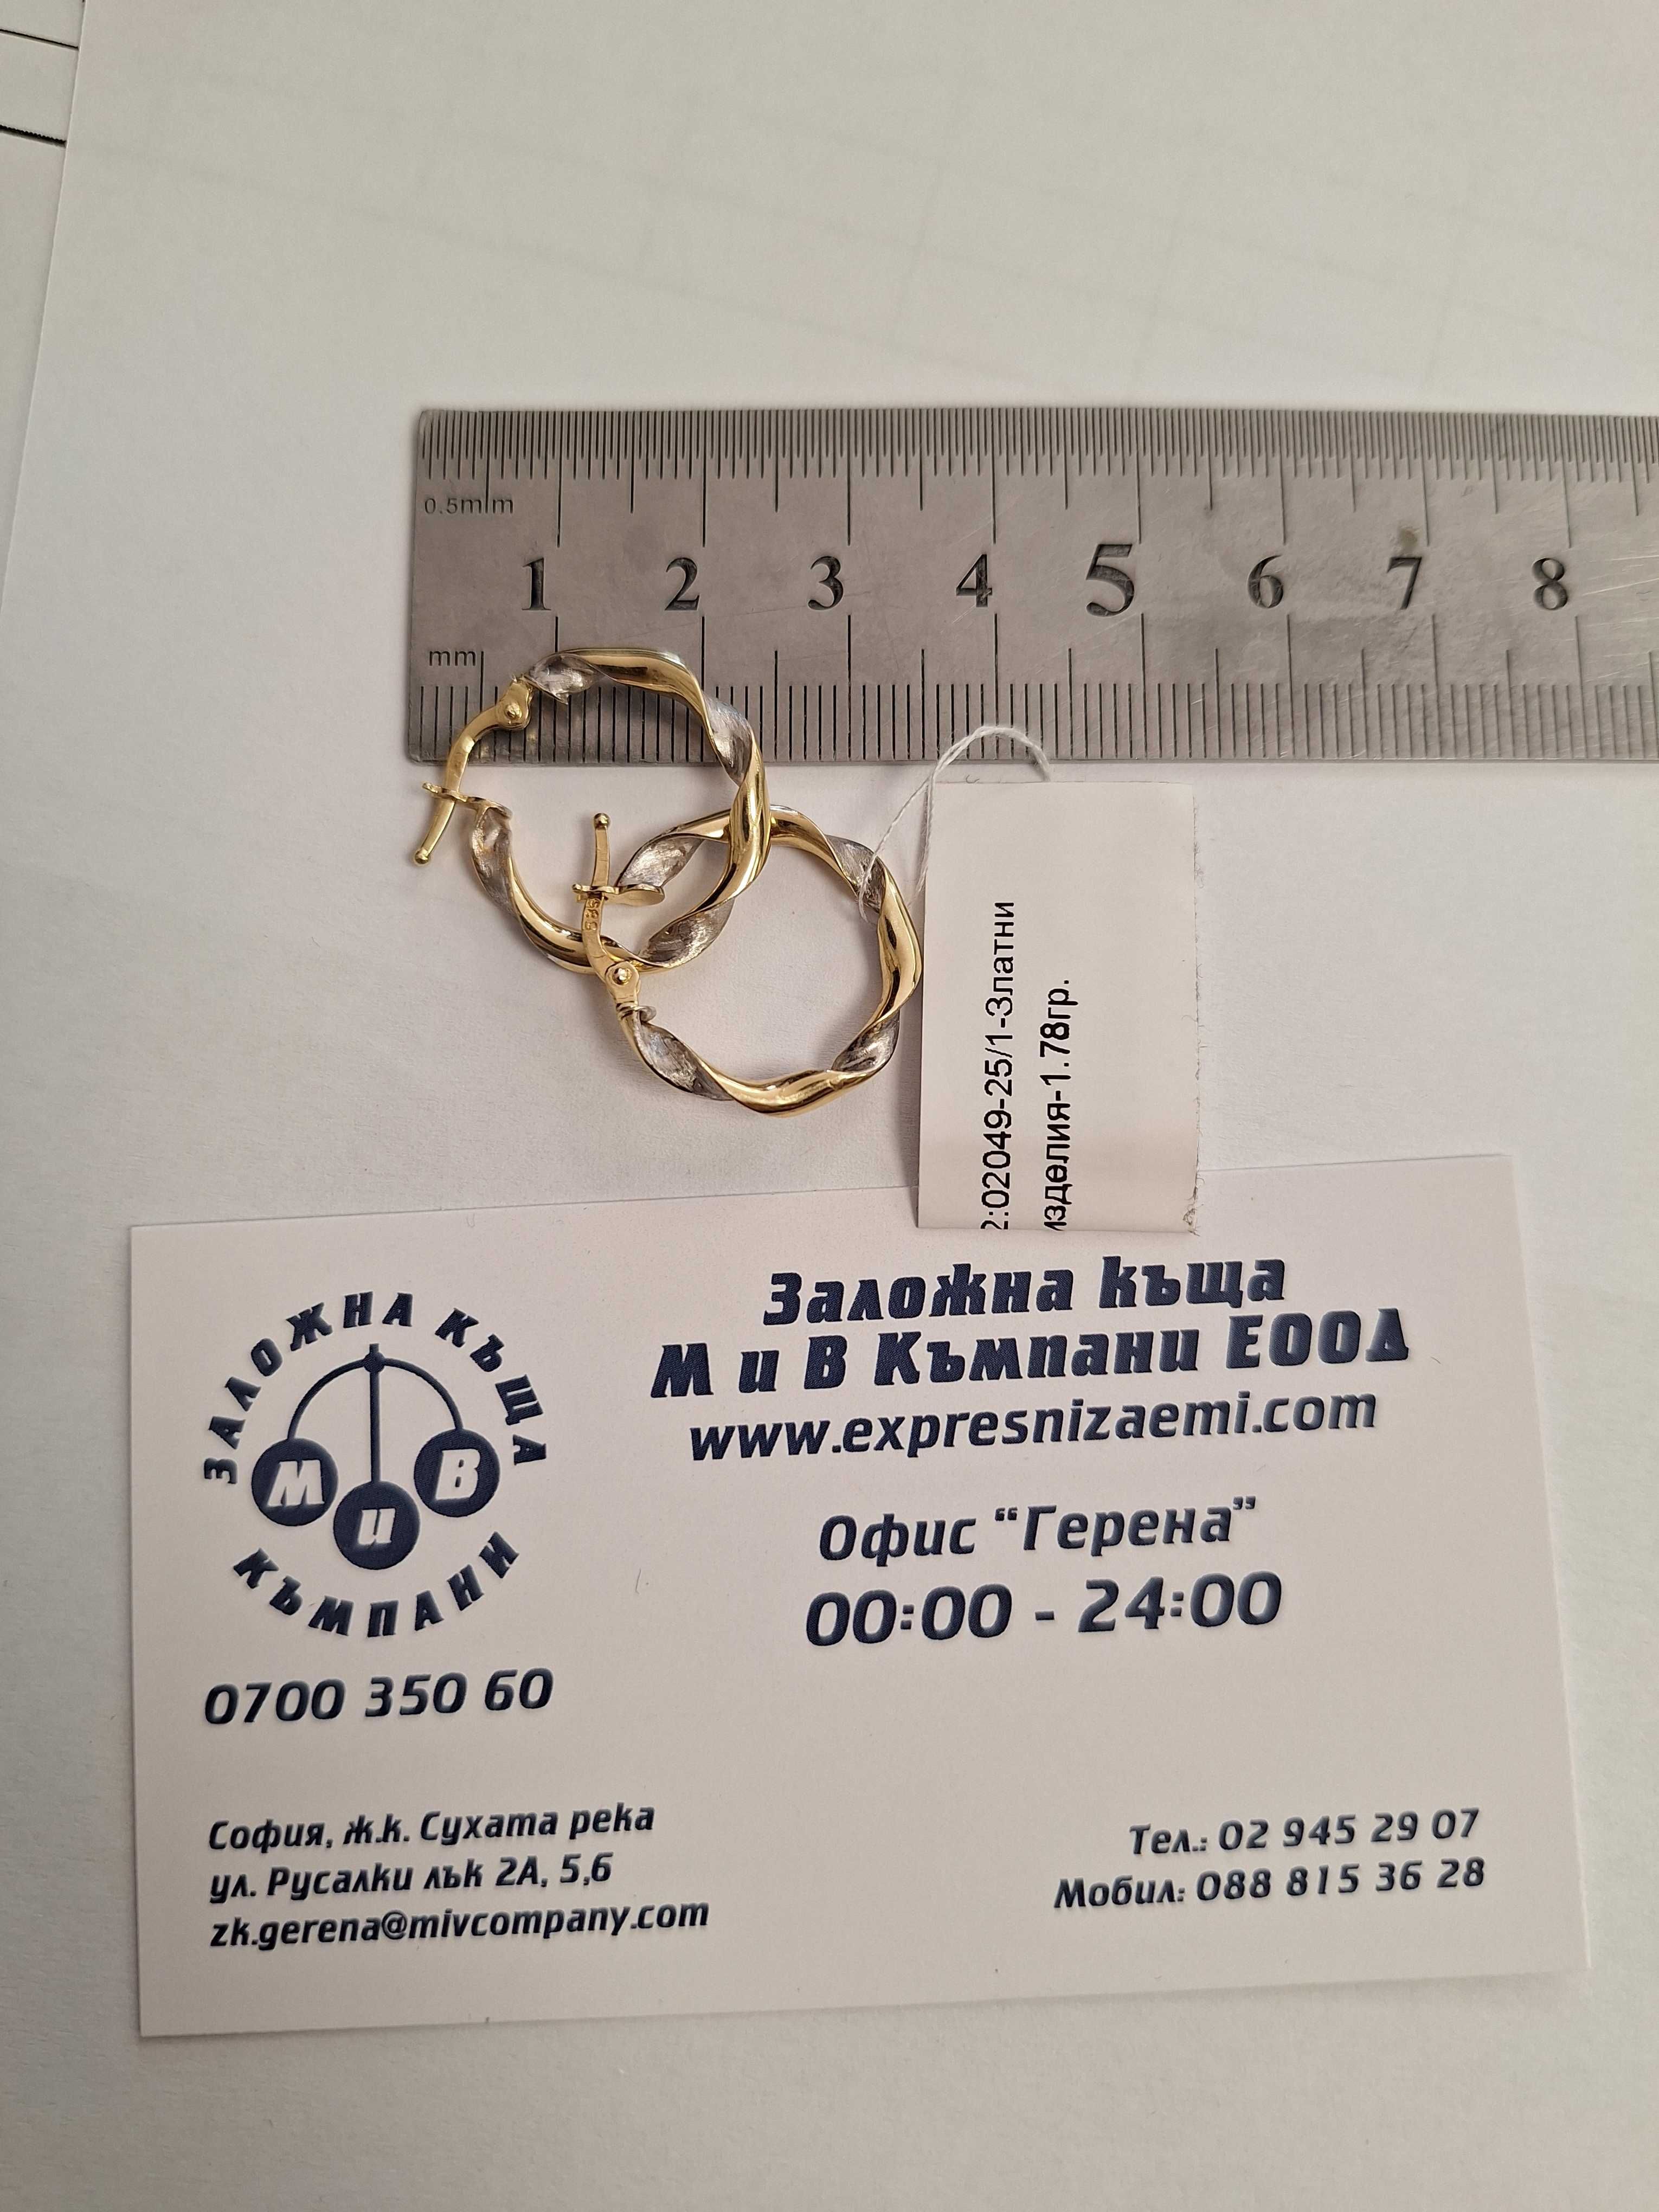 0.5mm
1 2 3 4 5 6 7 8
mm
585
2:02049-25/1-Златни
изделия-1.78гр.
ЗАЛОЖНА КЪЩА
М и В
КЪМПАНИ
0700 350 60
Заложна къща
М и В Къмпани ЕООД
www.expresnizaemi.com
Офис "Герена"
00:00 - 24:00
София, ж.к. Сухата река
ул. Русалки лък 2А, 5,6
zk.gerena@mivcompany.com
Тел.: 02 945 29 07
Мобил: 088 815 36 28